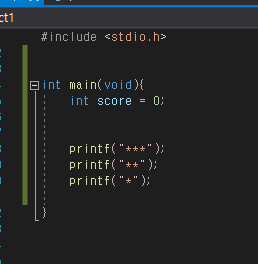 ct1
#include <stdio.h>
int main(void){
int score = 0;
printf("***");
printf("**");
printf("*");
}